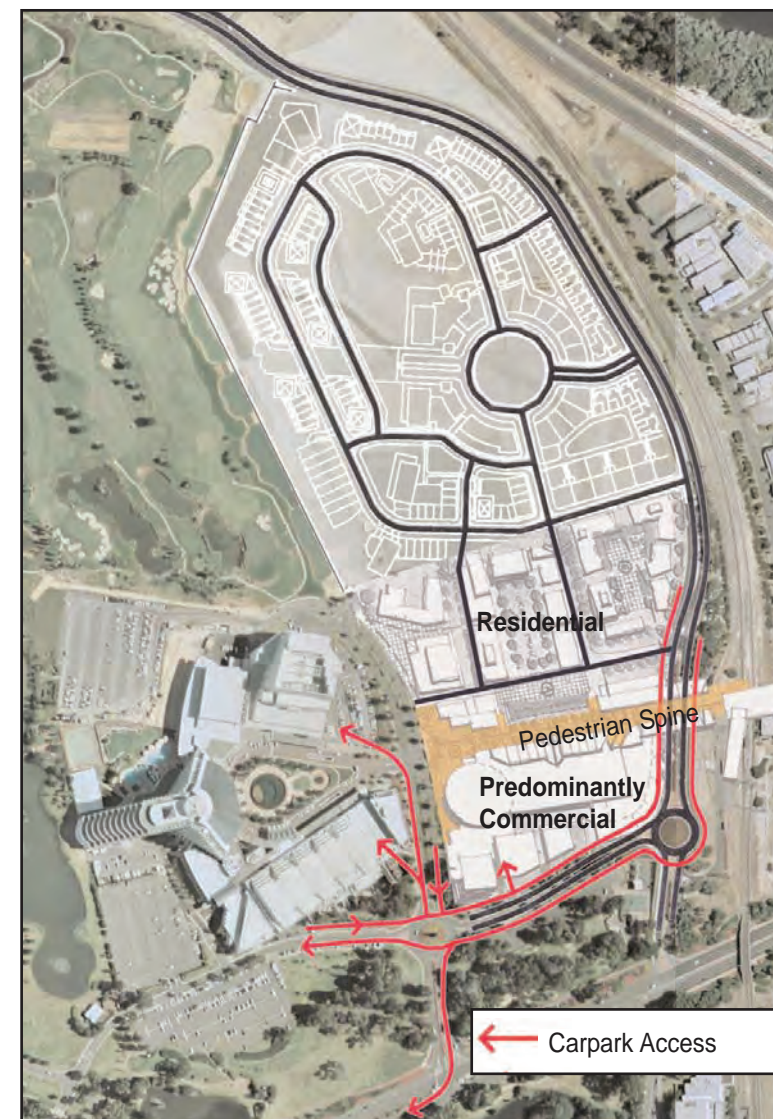 Residential
Pedestrian Spine
Predominantly
Commercial
Carpark Access